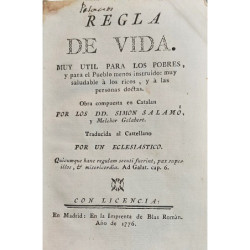 REGLA
DE VIDA.
MUY UTIL PARA LOS POBRES,
y para el Pueblo menos instruido: muy
saludable à los ricos, y à las
personas doctas.
Obra compuesta en Catalan
POR LOS DD. SIMON SALAMÓ,
y Melchor Gelabert.
Traducida al Castellano
POR UN ECLESIASTICO.
Quicumque hanc regulam secuti fuerint, pax super
illos, & misericordia. Ad Galat. cap. 6.
CON LICENCIA:
En Madrid: En la Imprenta de Blas Román.
Año de 1776.